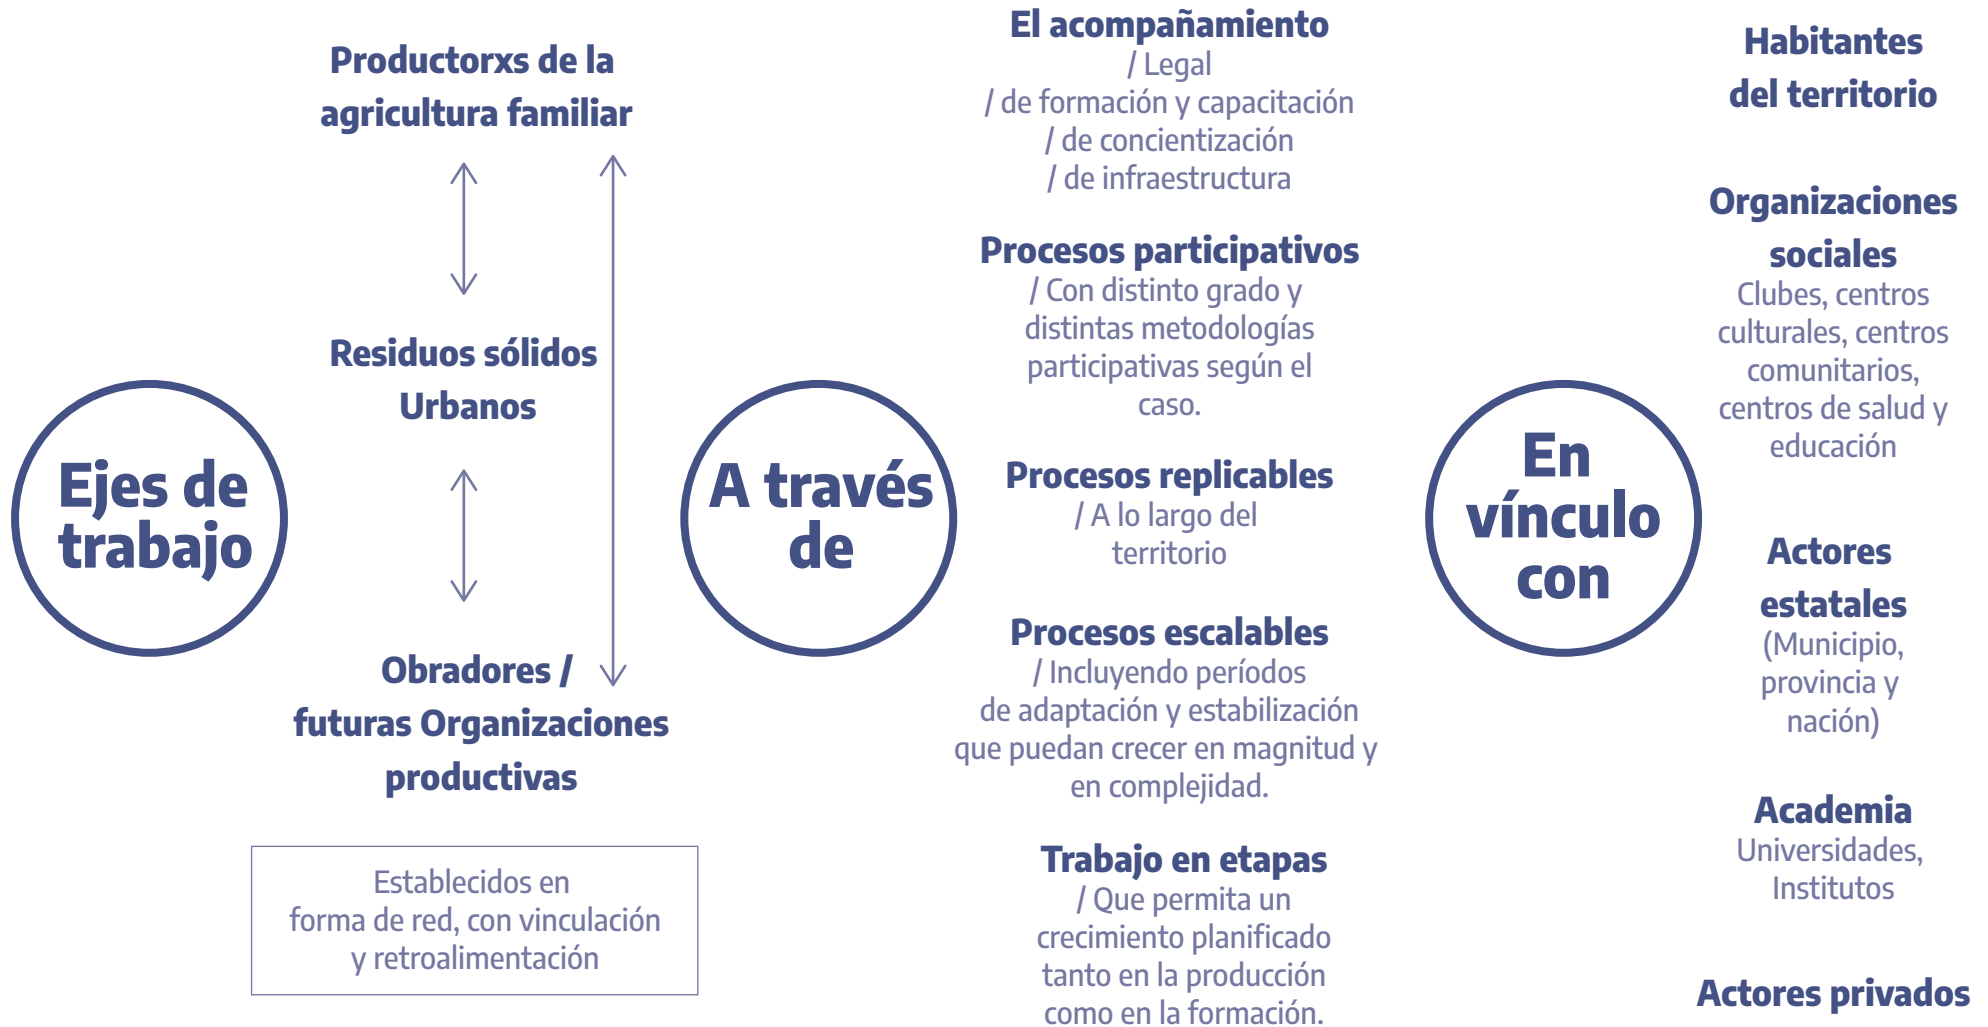 Ejes de
trabajo
Productorxs de la
agricultura familiar
Residuos sólidos
Urbanos
Obradores /
futuras Organizaciones
productivas
Establecidos en
forma de red, con vinculación
y retroalimentación
A través
de
El acompañamiento
/ Legal
/ de formación y capacitación
/ de concientización
/ de infraestructura
Procesos participativos
/ Con distinto grado y
distintas metodologías
participativas según el
caso.
Procesos replicables
/ A lo largo del
territorio
Procesos escalables
/ Incluyendo períodos
de adaptación y estabilización
que puedan crecer en magnitud y
en complejidad.
Trabajo en etapas
/ Que permita un
crecimiento planificado
tanto en la producción
como en la formación.
En
vínculo
con
Habitantes
del territorio
Organizaciones
sociales
Clubes, centros
culturales, centros
comunitarios,
centros de salud y
educación
Actores
estatales
(Municipio,
provincia y
nación)
Academia
Universidades,
Institutos
Actores privados